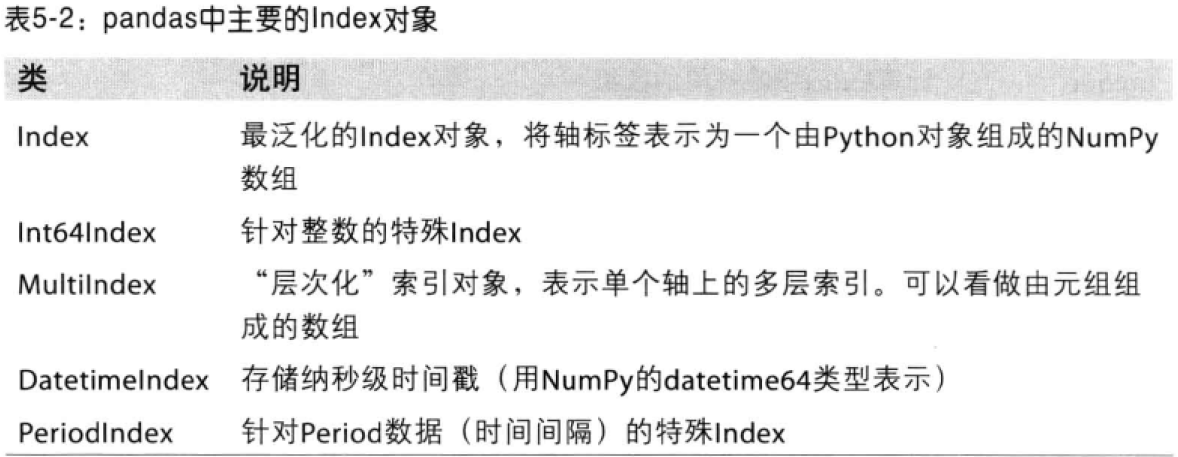 表5-2：pandas中主要的Index对象
类 说明
Index 最泛化的Index对象，将轴标签表示为一个由Python对象组成的NumPy
数组
Int64Index 针对整数的特殊Index
MultiIndex “层次化”索引对象，表示单个轴上的多层索引。可以看做由元组组
成的数组
DatetimeIndex 存储纳秒级时间戳（用NumPy的datetime64类型表示）
PeriodIndex 针对Period数据（时间间隔）的特殊Index